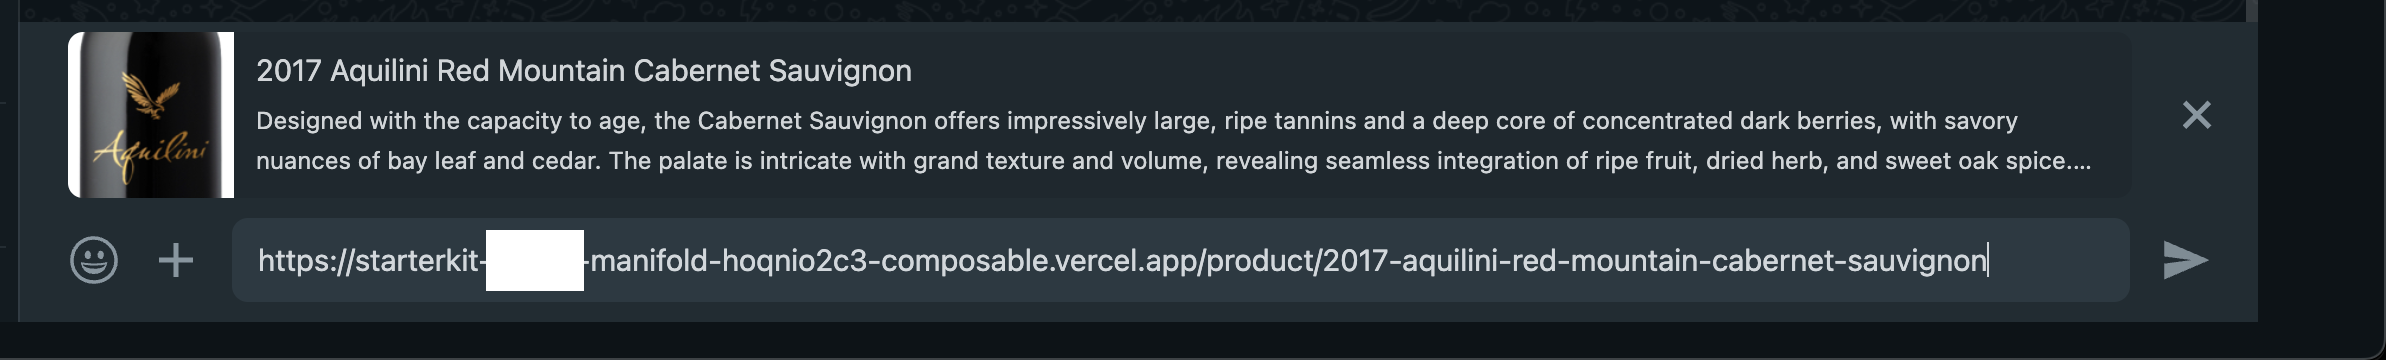 Aquilini
2017 Aquilini Red Mountain Cabernet Sauvignon
Designed with the capacity to age, the Cabernet Sauvignon offers impressively large, ripe tannins and a deep core of concentrated dark berries, with savory
nuances of bay leaf and cedar. The palate is intricate with grand texture and volume, revealing seamless integration of ripe fruit, dried herb, and sweet oak spice....
https://starterkit- -manifold-hoqnio2c3-composable.vercel.app/product/2017-aquilini-red-mountain-cabernet-sauvignon